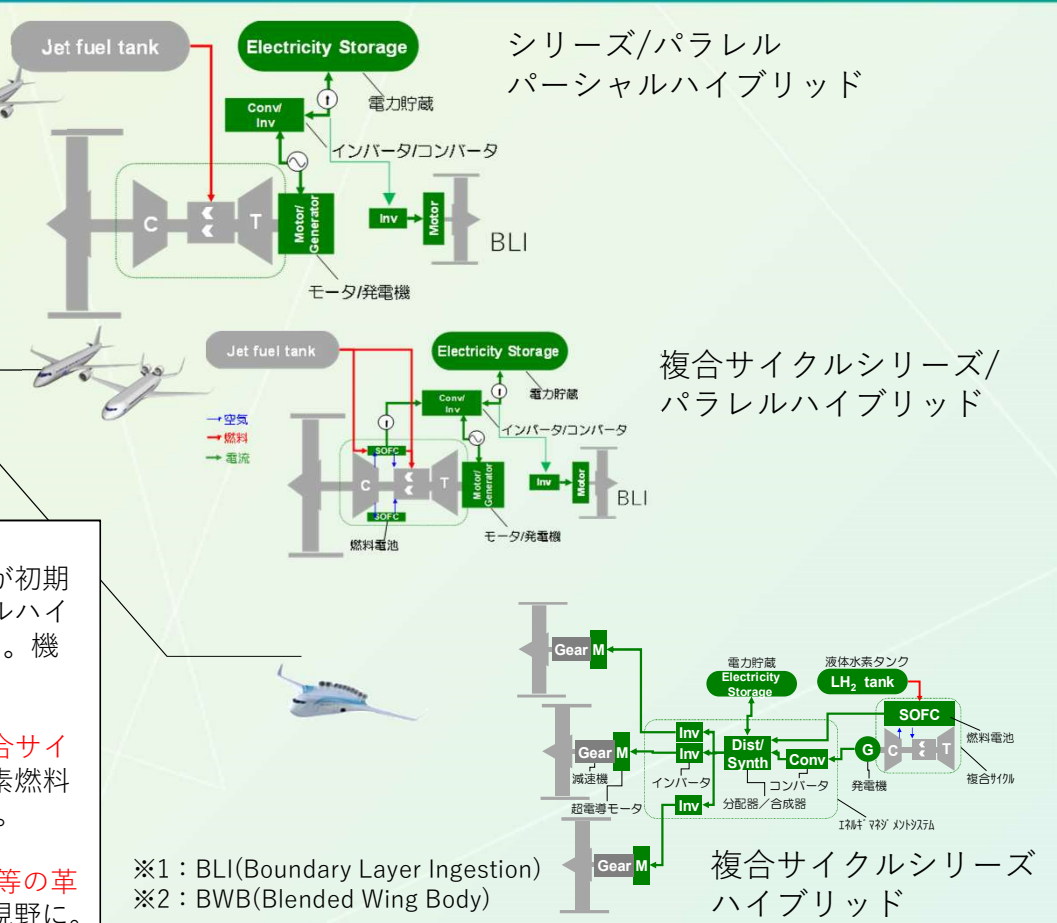 Jet fuel tank
Electricity Storage
シリーズ/パラレル
パーシャルハイブリッド
電力貯蔵
Conv/
Inv
インバータ/コンバータ
C
T
Motor/
Generator
Inv
Motor
BLI
モータ/発電機
Jet fuel tank
Electricity Storage
複合サイクルシリーズ/
パラレルハイブリッド
電力貯蔵
Conv/
Inv
インバータ/コンバータ
空気
燃料
電流
SOFC
C
T
Motor/
Generator
Inv
Motor
BLI
SOFC
燃料電池
モータ/発電機
が初期
ルハイ
。機
合サイ
素燃料
。
等の革
視野に。
Gear M
電力貯蔵
Electricity
Storage
液体水素タンク
LH₂ tank
SOFC
燃料電池
Gear M
減速機
超電導モータ
Inv
Inv
Inv
インバータ
Dist/
Synth
分配器／合成器
Conv
コンバータ
G
発電機
C
T
複合サイクル
エネルギマネジメントシステム
Gear M
複合サイクルシリーズ
ハイブリッド
※1：BLI(Boundary Layer Ingestion)
※2：BWB(Blended Wing Body)